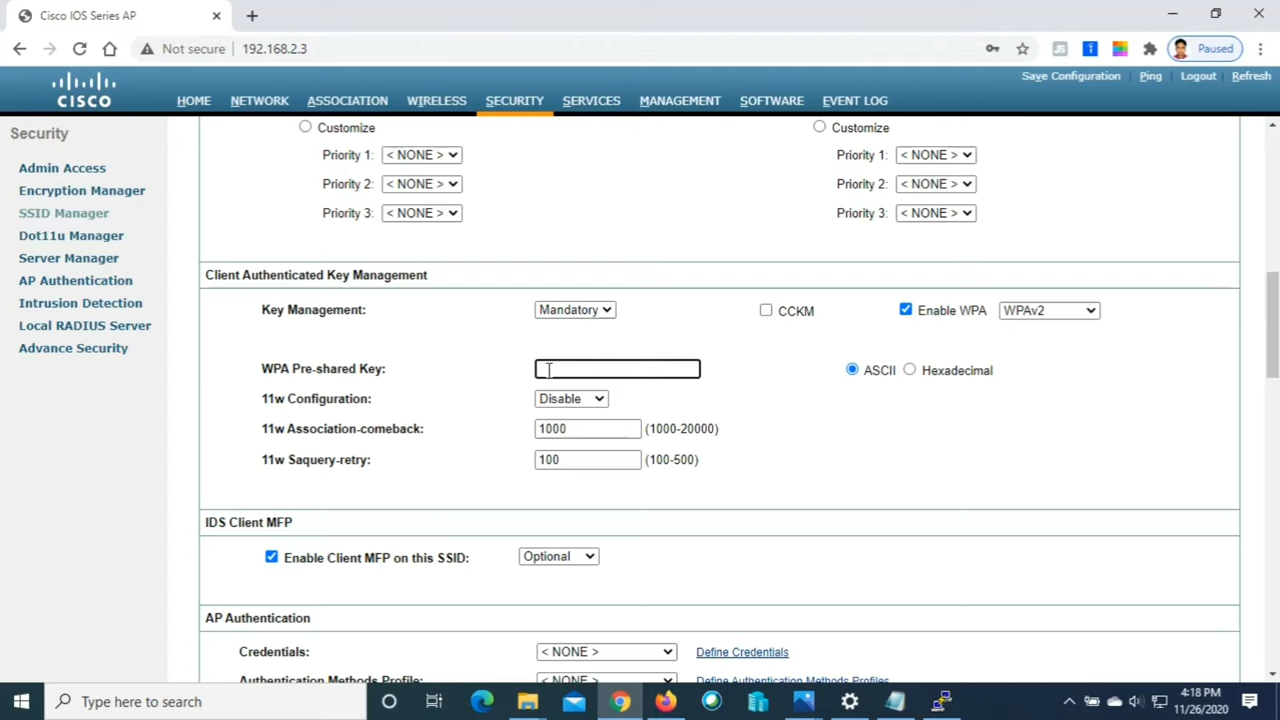 Cisco IOS Series AP
Not secure 192.168.2.3 JS Paused
Save Configuration Ping Logout Refresh
CISCO HOME NETWORK ASSOCIATION WIRELESS SECURITY SERVICES MANAGEMENT SOFTWARE EVENT LOG
Security
Admin Access
Encryption Manager
SSID Manager
Dot11u Manager
Server Manager
AP Authentication
Intrusion Detection
Local RADIUS Server
Advance Security
Customize Customize
Priority 1: < NONE > Priority 1: < NONE >
Priority 2: < NONE > Priority 2: < NONE >
Priority 3: < NONE > Priority 3: < NONE >
Client Authenticated Key Management
Key Management: Mandatory CCKM Enable WPA WPAv2
WPA Pre-shared Key: ASCII Hexadecimal
11w Configuration: Disable
11w Association-comeback: 1000 (1000-20000)
11w Saquery-retry: 100 (100-500)
IDS Client MFP
Enable Client MFP on this SSID: Optional
AP Authentication
Credentials: < NONE > Define Credentials
Authentication Methods Profile: < NONE > Define Authentication Methods Profiles
Type here to search
4:18 PM
11/26/2020